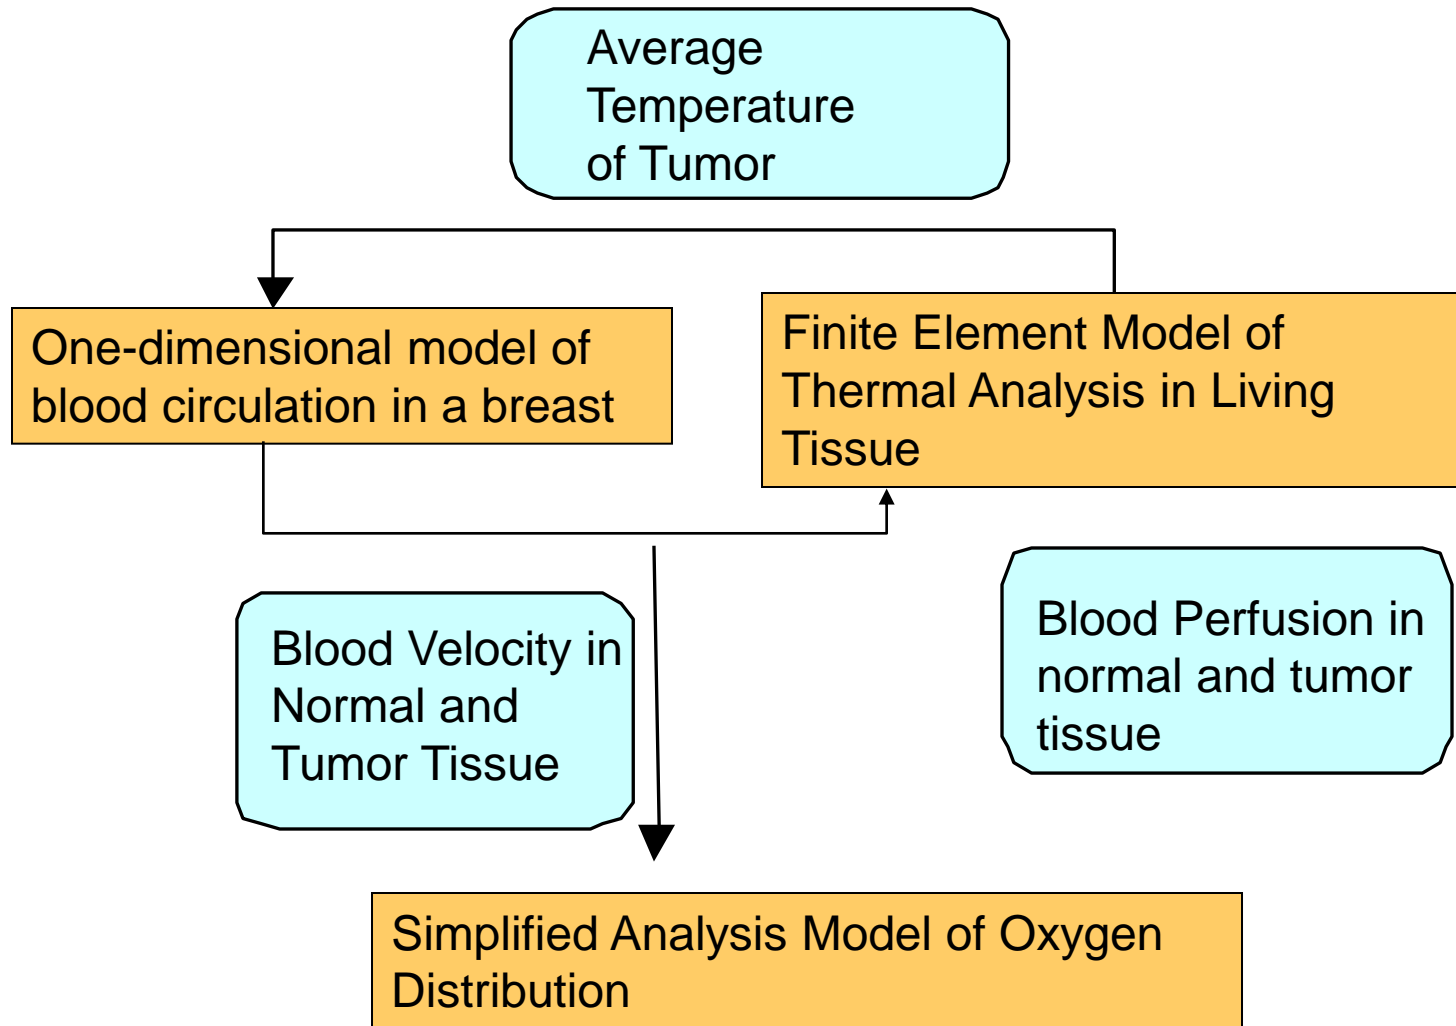 Average
Temperature
of Tumor
One-dimensional model of
blood circulation in a breast
Finite Element Model of
Thermal Analysis in Living
Tissue
Blood Velocity in
Normal and
Tumor Tissue
Blood Perfusion in
normal and tumor
tissue
Simplified Analysis Model of Oxygen
Distribution